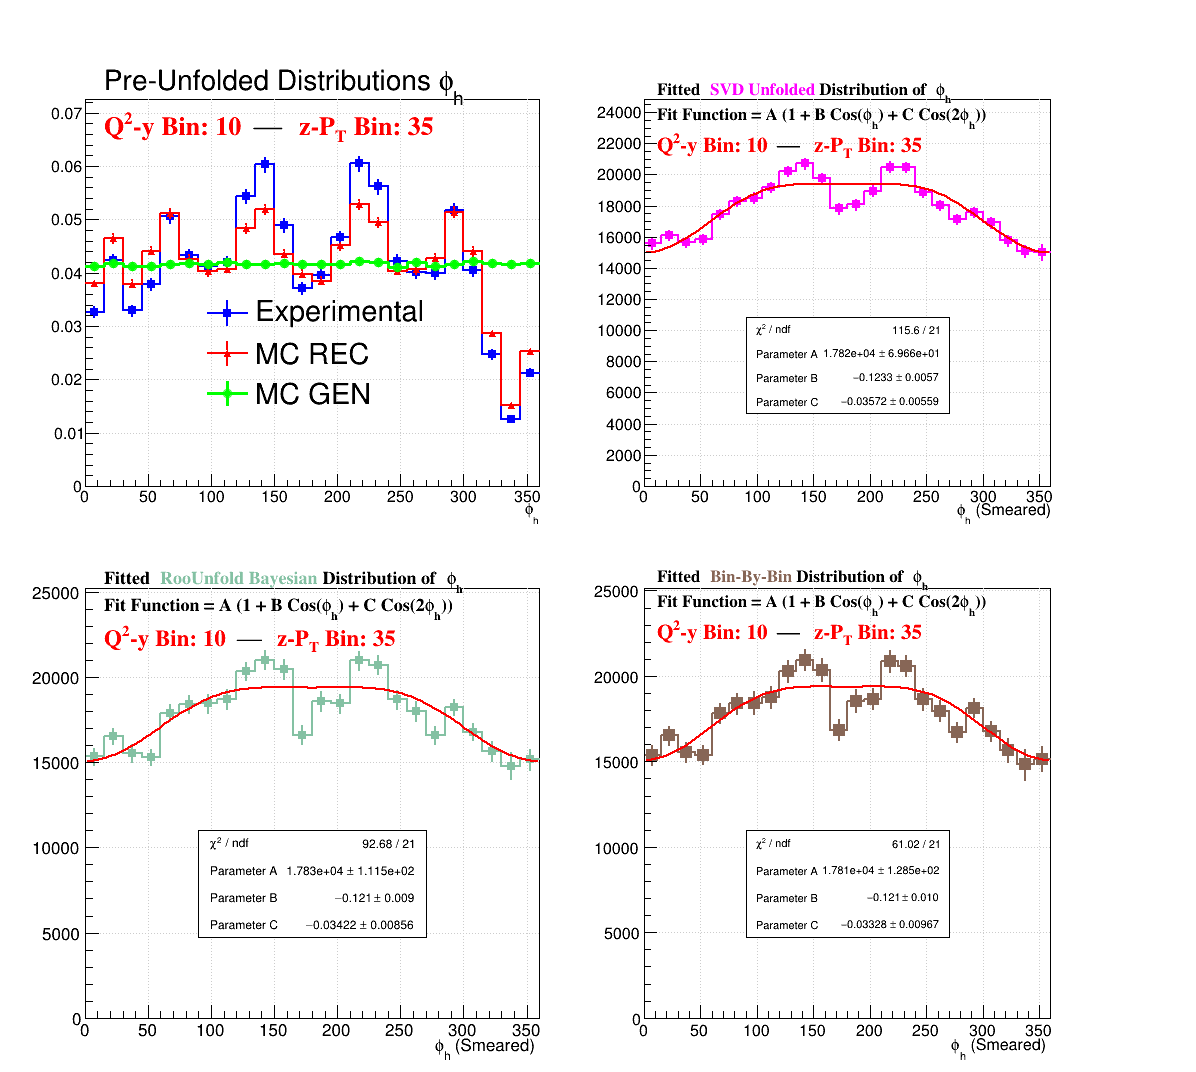 Pre-Unfolded Distributions ϕh
Q²-y Bin: 10 — z-PT Bin: 35
0.07
0.06
0.05
0.04
0.03
0.02
0.01
0
Experimental
MC REC
MC GEN
0 50 100 150 200 250 300 350
ϕh
Fitted SVD Unfolded Distribution of ϕh
Fit Function = A (1 + B Cos(ϕh) + C Cos(2ϕh))
Q²-y Bin: 10 — z-PT Bin: 35
24000
22000
20000
18000
16000
14000
12000
10000
8000
6000
4000
2000
0
χ² / ndf 115.6 / 21
Parameter A 1.782e+04 ± 6.966e+01
Parameter B −0.1233 ± 0.0057
Parameter C −0.03572 ± 0.00559
0 50 100 150 200 250 300 350
ϕh (Smeared)
Fitted RooUnfold Bayesian Distribution of ϕh
Fit Function = A (1 + B Cos(ϕh) + C Cos(2ϕh))
Q²-y Bin: 10 — z-PT Bin: 35
25000
20000
15000
10000
5000
0
χ² / ndf 92.68 / 21
Parameter A 1.783e+04 ± 1.115e+02
Parameter B −0.121 ± 0.009
Parameter C −0.03422 ± 0.00856
0 50 100 150 200 250 300 350
ϕh (Smeared)
Fitted Bin-By-Bin Distribution of ϕh
Fit Function = A (1 + B Cos(ϕh) + C Cos(2ϕh))
Q²-y Bin: 10 — z-PT Bin: 35
25000
20000
15000
10000
5000
0
χ² / ndf 61.02 / 21
Parameter A 1.781e+04 ± 1.285e+02
Parameter B −0.121 ± 0.010
Parameter C −0.03328 ± 0.00967
0 50 100 150 200 250 300 350
ϕh (Smeared)